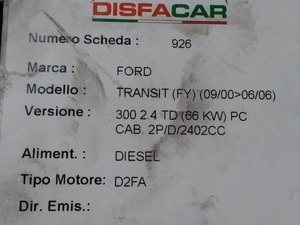 DISFACAR
Numero Scheda : 926
Marca : FORD
Modello : TRANSIT (FY) (09/00>06/06)
Versione : 300 2.4 TD (66 KW) PC
CAB. 2P/D/2402CC
Aliment. : DIESEL
Tipo Motore: D2FA
Dir. Emis.: